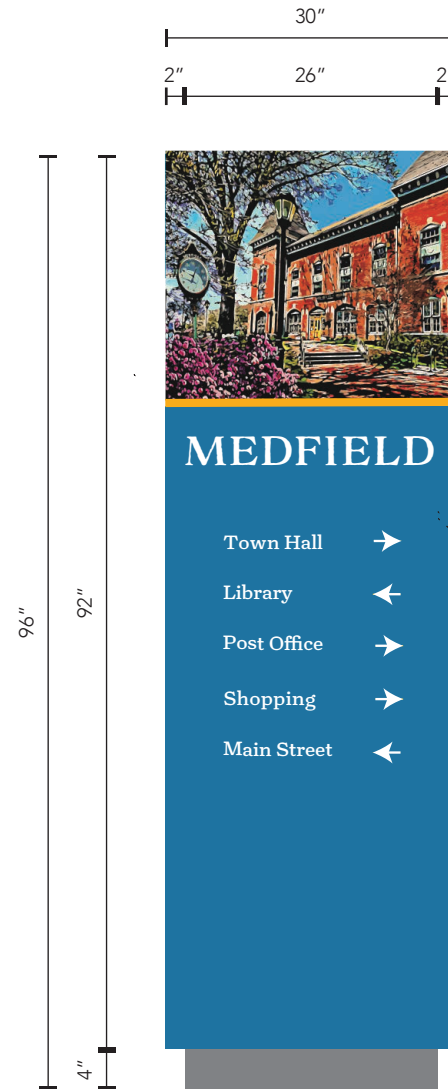 30″
2″ 26″ 2
MEDFIELD
Town Hall
Library
Post Office
Shopping
Main Street
96″
92″
4″